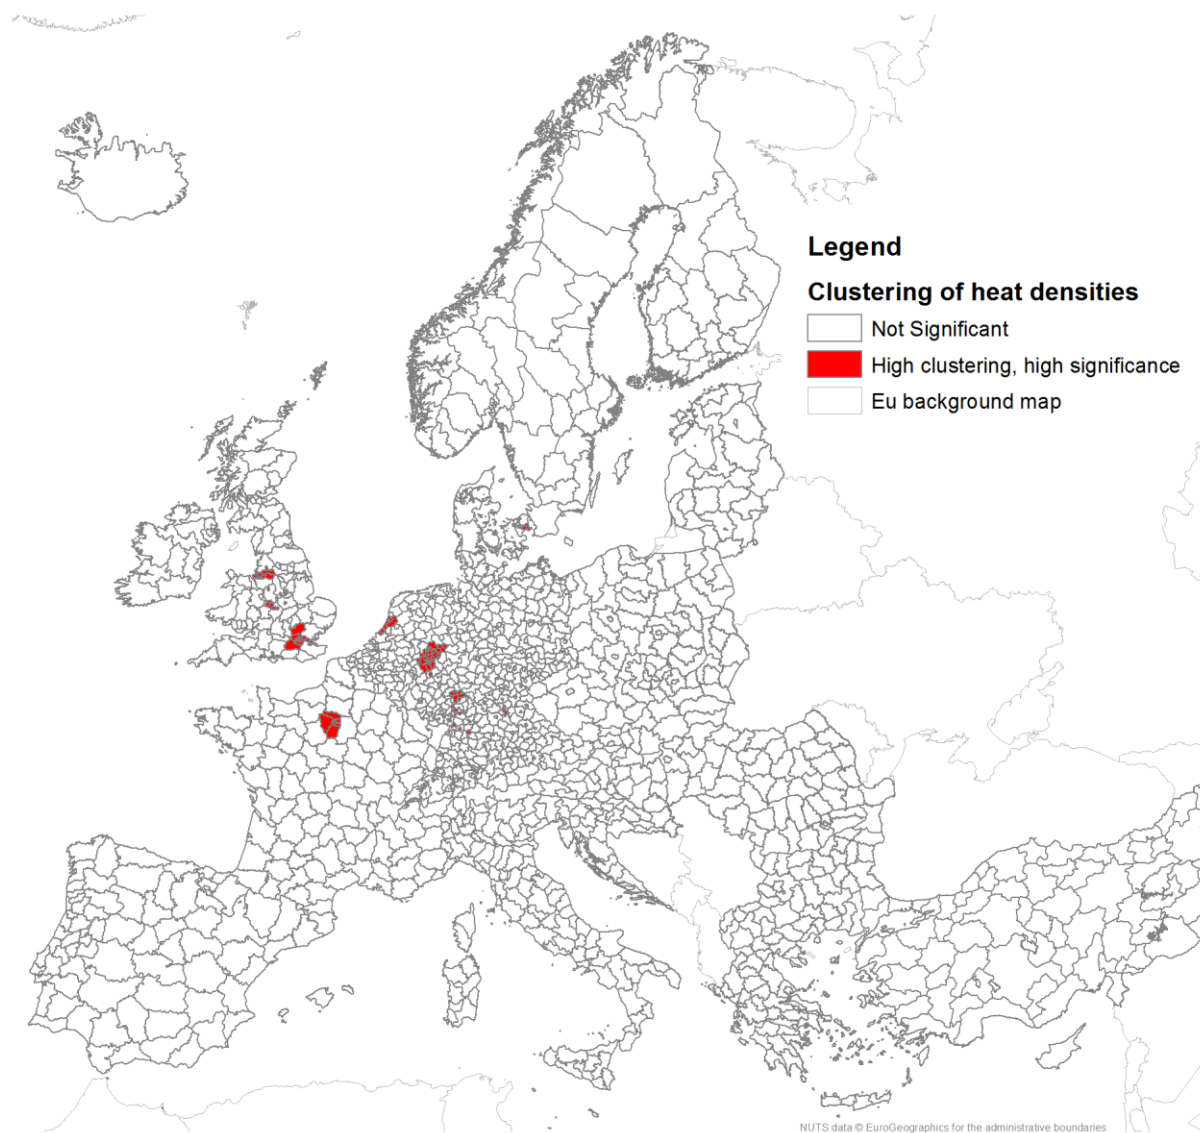 Legend
Clustering of heat densities
Not Significant
High clustering, high significance
Eu background map
NUTS data © EuroGeographics for the administrative boundaries